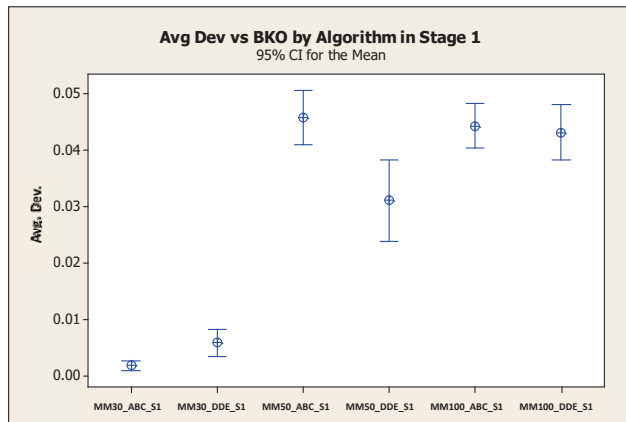 Avg Dev vs BKO by Algorithm in Stage 1
95% CI for the Mean
0.05
0.04
0.03
0.02
0.01
0.00
Avg. Dev.
MM30_ABC_S1 MM30_DDE_S1 MM50_ABC_S1 MM50_DDE_S1 MM100_ABC_S1 MM100_DDE_S1